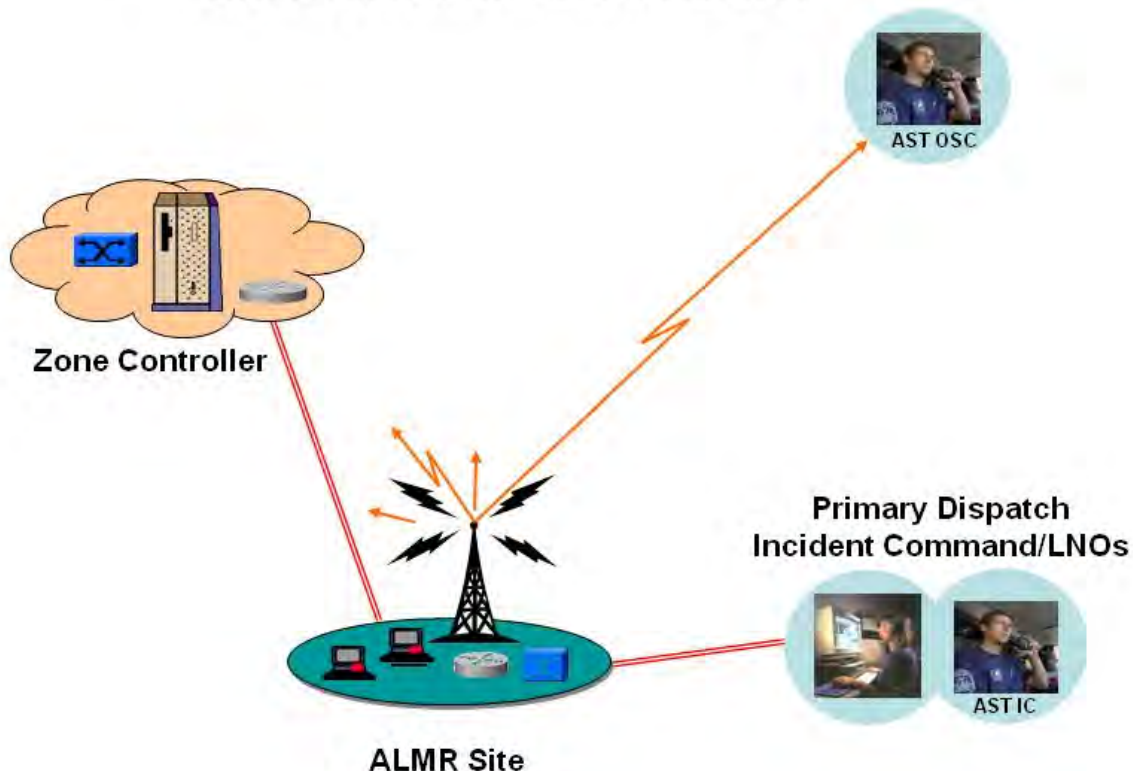 AST OSC
Zone Controller
Primary Dispatch
Incident Command/LNOs
AST IC
ALMR Site